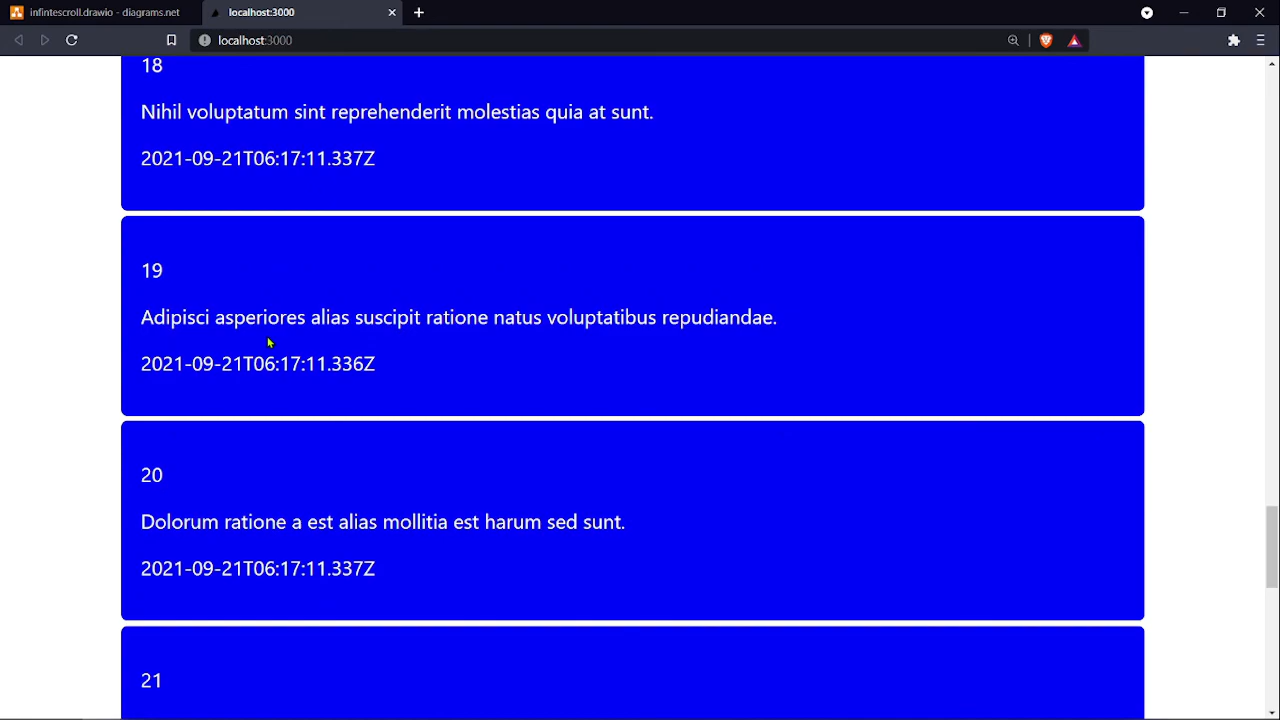 infintescroll.drawio - diagrams.net
localhost:3000
localhost:3000
18
Nihil voluptatum sint reprehenderit molestias quia at sunt.
2021-09-21T06:17:11.337Z
19
Adipisci asperiores alias suscipit ratione natus voluptatibus repudiandae.
2021-09-21T06:17:11.336Z
20
Dolorum ratione a est alias mollitia est harum sed sunt.
2021-09-21T06:17:11.337Z
21